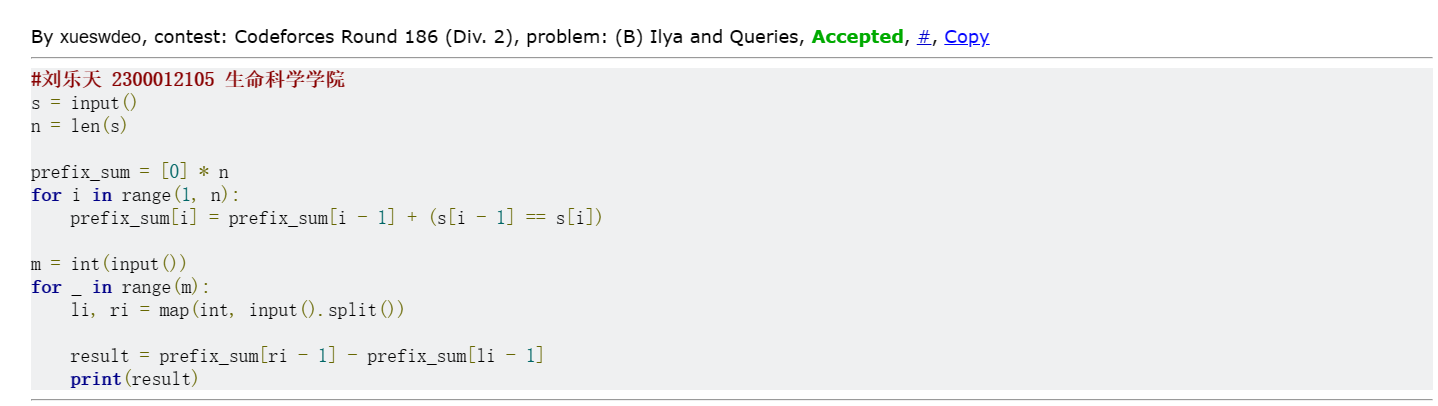 By xueswdeo, contest: Codeforces Round 186 (Div. 2), problem: (B) Ilya and Queries, Accepted, #, Copy
#刘乐天 2300012105 生命科学学院
s = input()
n = len(s)
prefix_sum = [0] * n
for i in range(1, n):
    prefix_sum[i] = prefix_sum[i - 1] + (s[i - 1] == s[i])
m = int(input())
for _ in range(m):
    li, ri = map(int, input().split())
    result = prefix_sum[ri - 1] - prefix_sum[li - 1]
    print(result)